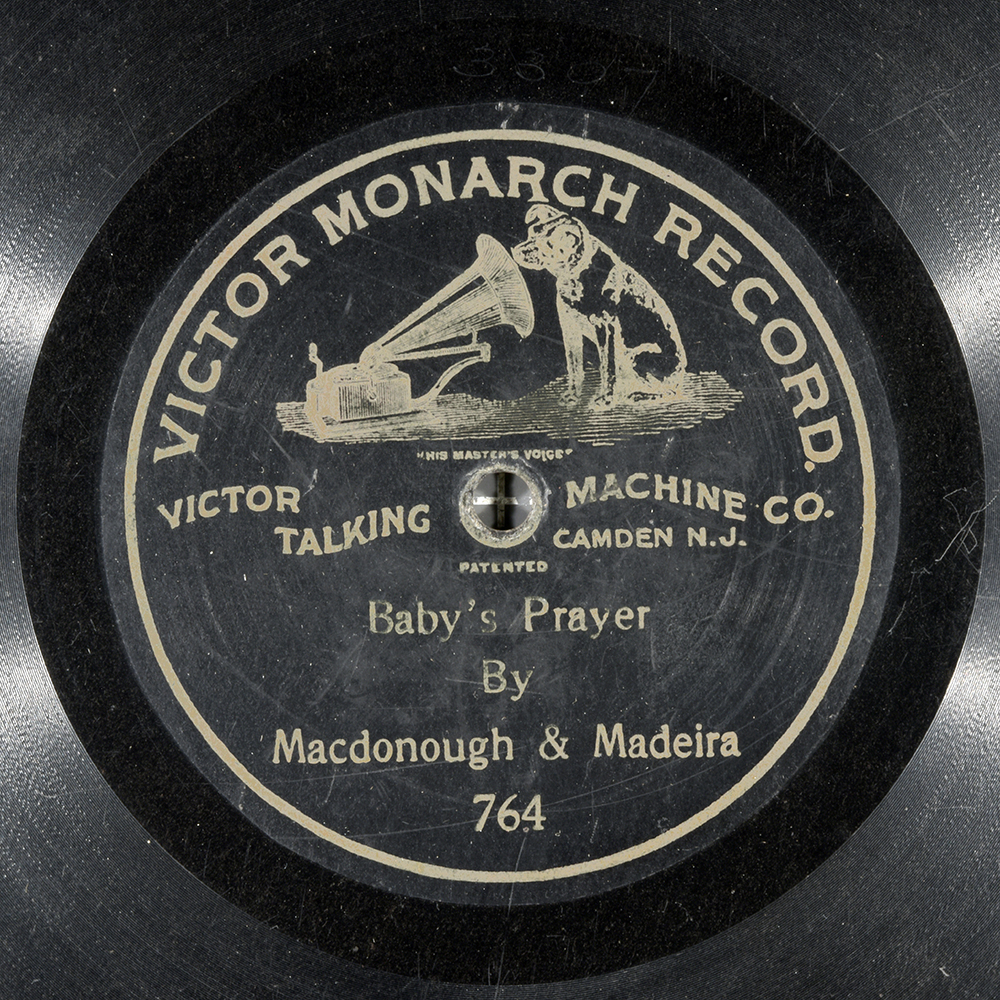 VICTOR MONARCH RECORD.
"HIS MASTER'S VOICE"
VICTOR TALKING MACHINE CO.
CAMDEN N.J.
PATENTED
Baby's Prayer
By
Macdonough & Madeira
764